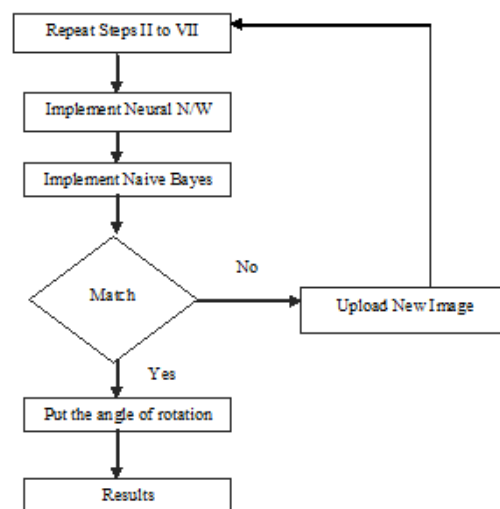 Repeat Steps II to VII
Implement Neural N/W
Implement Naive Bayes
Match
No
Upload New Image
Yes
Put the angle of rotation
Results